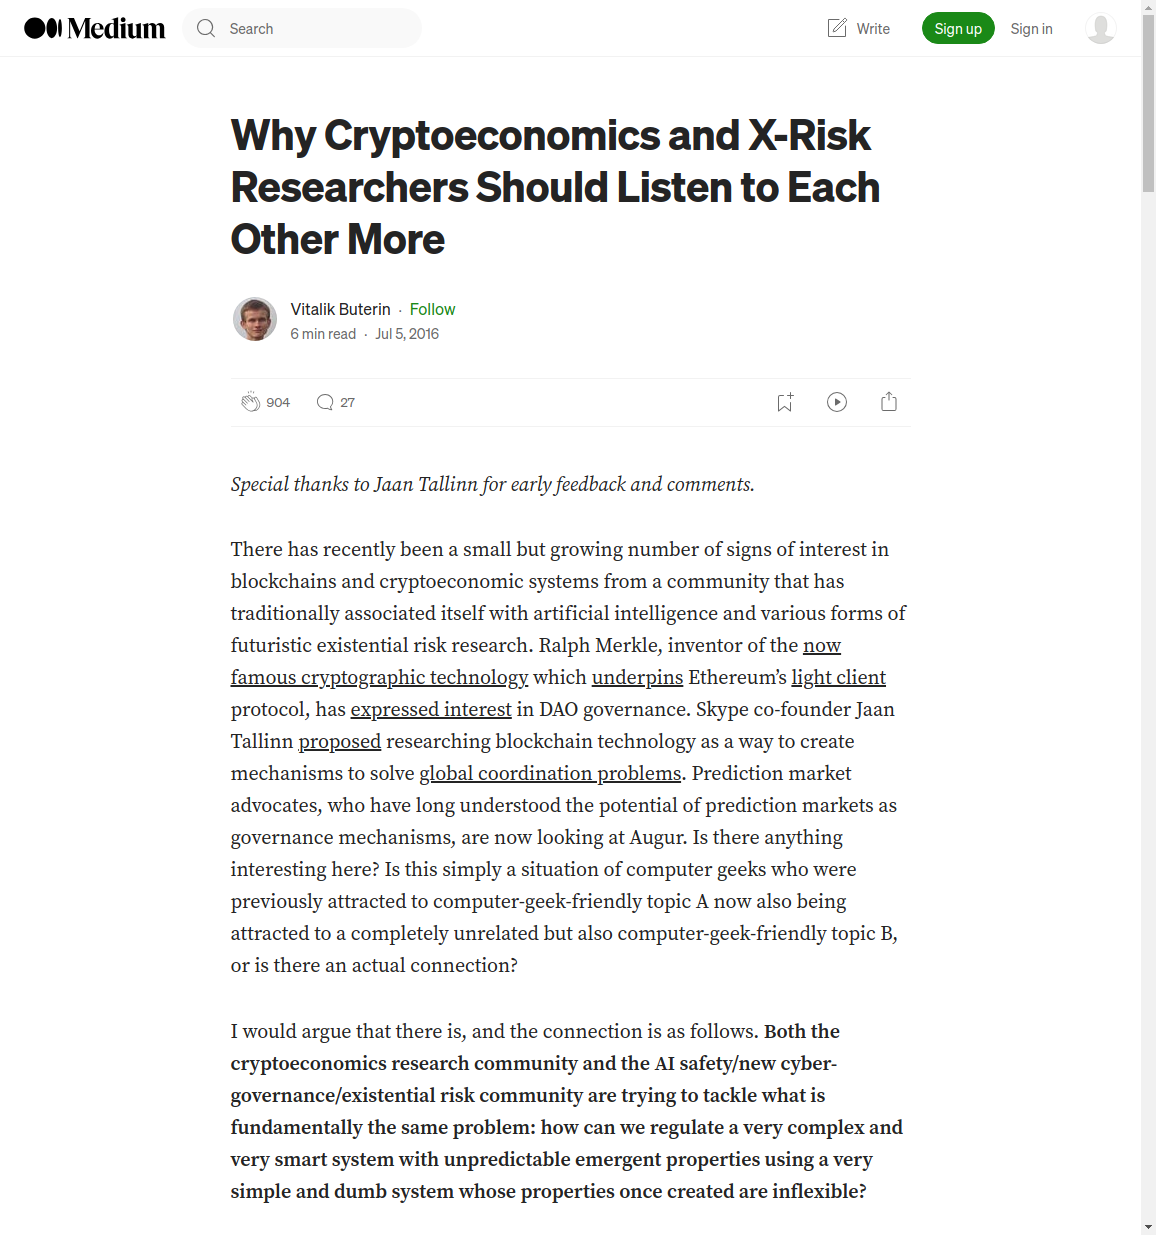 Medium
Search
Write
Sign up
Sign in
Why Cryptoeconomics and X-Risk
Researchers Should Listen to Each
Other More
Vitalik Buterin · Follow
6 min read · Jul 5, 2016
904
27
Special thanks to Jaan Tallinn for early feedback and comments.
There has recently been a small but growing number of signs of interest in
blockchains and cryptoeconomic systems from a community that has
traditionally associated itself with artificial intelligence and various forms of
futuristic existential risk research. Ralph Merkle, inventor of the now
famous cryptographic technology which underpins Ethereum’s light client
protocol, has expressed interest in DAO governance. Skype co-founder Jaan
Tallinn proposed researching blockchain technology as a way to create
mechanisms to solve global coordination problems. Prediction market
advocates, who have long understood the potential of prediction markets as
governance mechanisms, are now looking at Augur. Is there anything
interesting here? Is this simply a situation of computer geeks who were
previously attracted to computer-geek-friendly topic A now also being
attracted to a completely unrelated but also computer-geek-friendly topic B,
or is there an actual connection?
I would argue that there is, and the connection is as follows. Both the
cryptoeconomics research community and the AI safety/new cyber-
governance/existential risk community are trying to tackle what is
fundamentally the same problem: how can we regulate a very complex and
very smart system with unpredictable emergent properties using a very
simple and dumb system whose properties once created are inflexible?